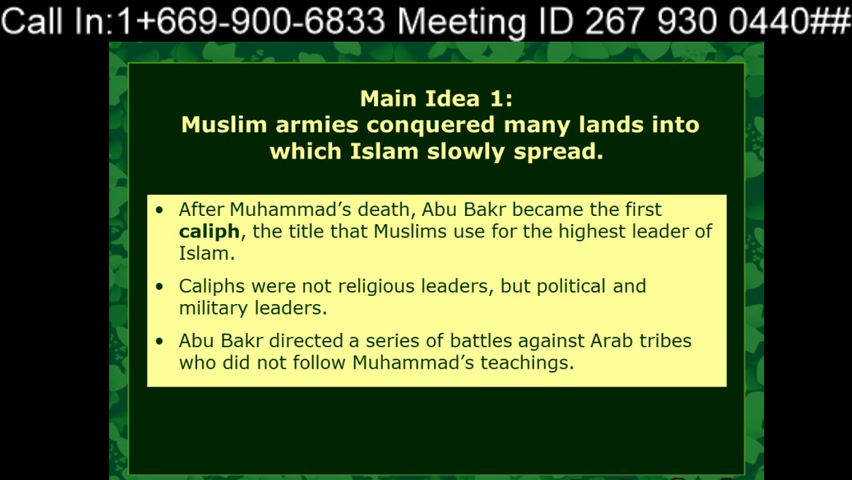 Call In:1+669-900-6833 Meeting ID 267 930 0440##
Main Idea 1:
Muslim armies conquered many lands into
which Islam slowly spread.
• After Muhammad’s death, Abu Bakr became the first
caliph, the title that Muslims use for the highest leader of
Islam.
• Caliphs were not religious leaders, but political and
military leaders.
• Abu Bakr directed a series of battles against Arab tribes
who did not follow Muhammad’s teachings.